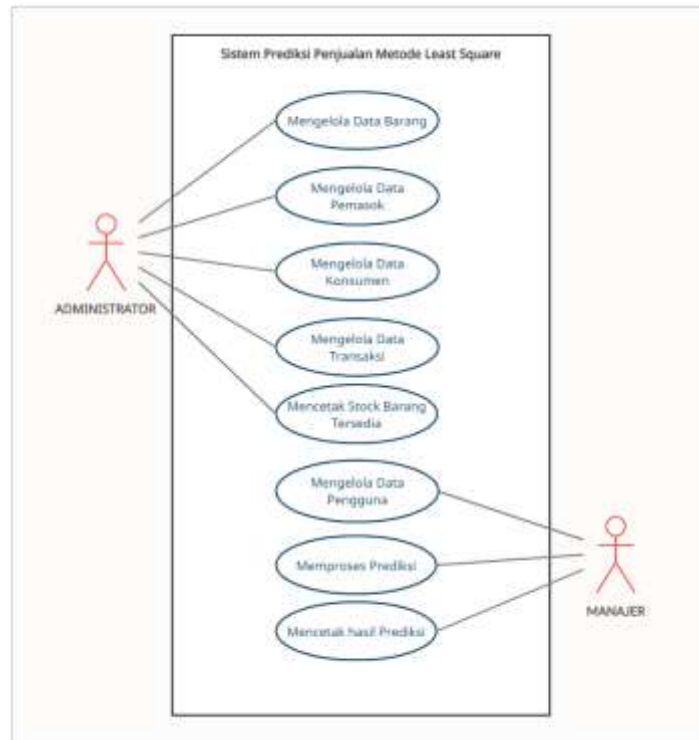 Sistem Prediksi Penjualan Metode Least Square
Mengelola Data Barang
Mengelola Data
Pemasok
Mengelola Data
Konsumen
ADMINISTRATOR
Mengelola Data
Transaksi
Mencetak Stock Barang
Tersedia
Mengelola Data
Pengguna
Memproses Prediksi
MANAJER
Mencetak hasil Prediksi